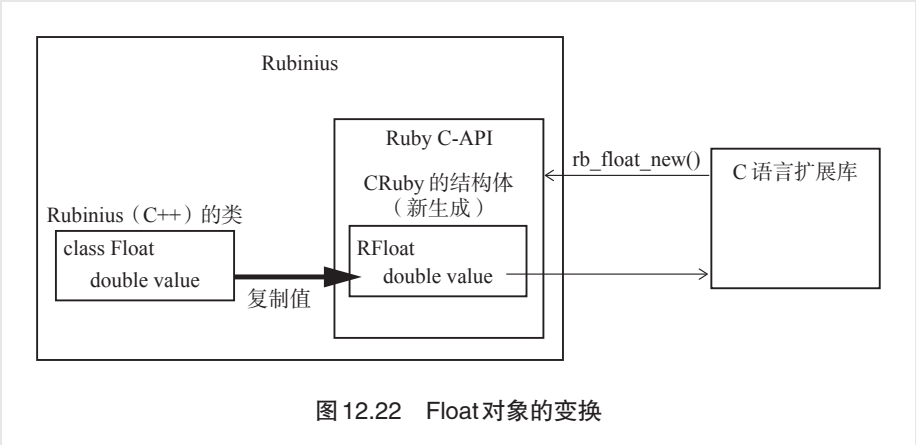 Rubinius
Ruby C-API
rb_float_new()
C 语言扩展库
CRuby 的结构体
（新生成）
Rubinius（C++）的类
class Float
double value
RFloat
double value
复制值
图12.22 Float对象的变换